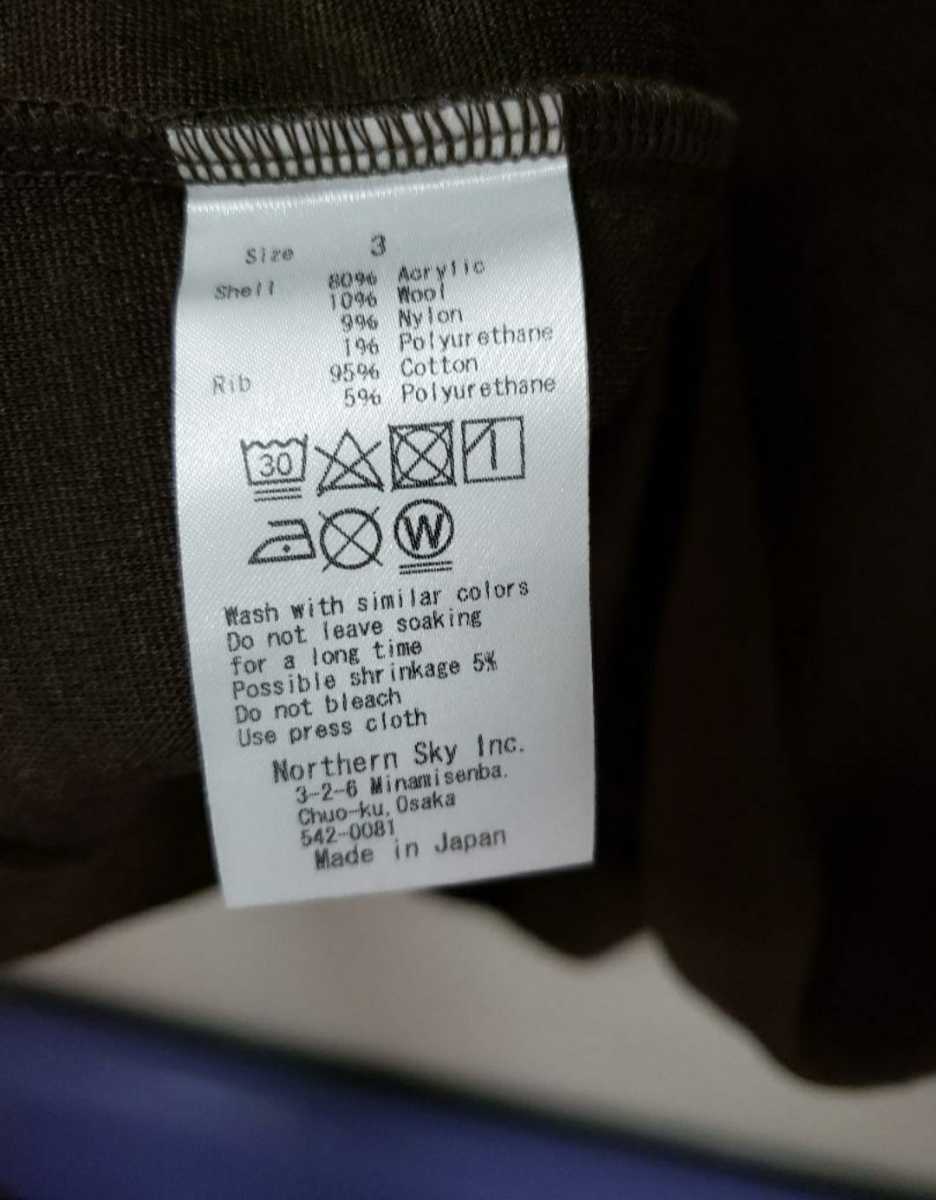 Size 3
Shell 80% Acrylic
10% Wool
9% Nylon
1% Polyurethane
Rib 95% Cotton
5% Polyurethane
30
W
Wash with similar colors
Do not leave soaking
for a long time
Possible shrinkage 5%
Do not bleach
Use press cloth
Northern Sky Inc.
3-2-6 Minamisenba.
Chuo-ku, Osaka
542-0081
Made in Japan